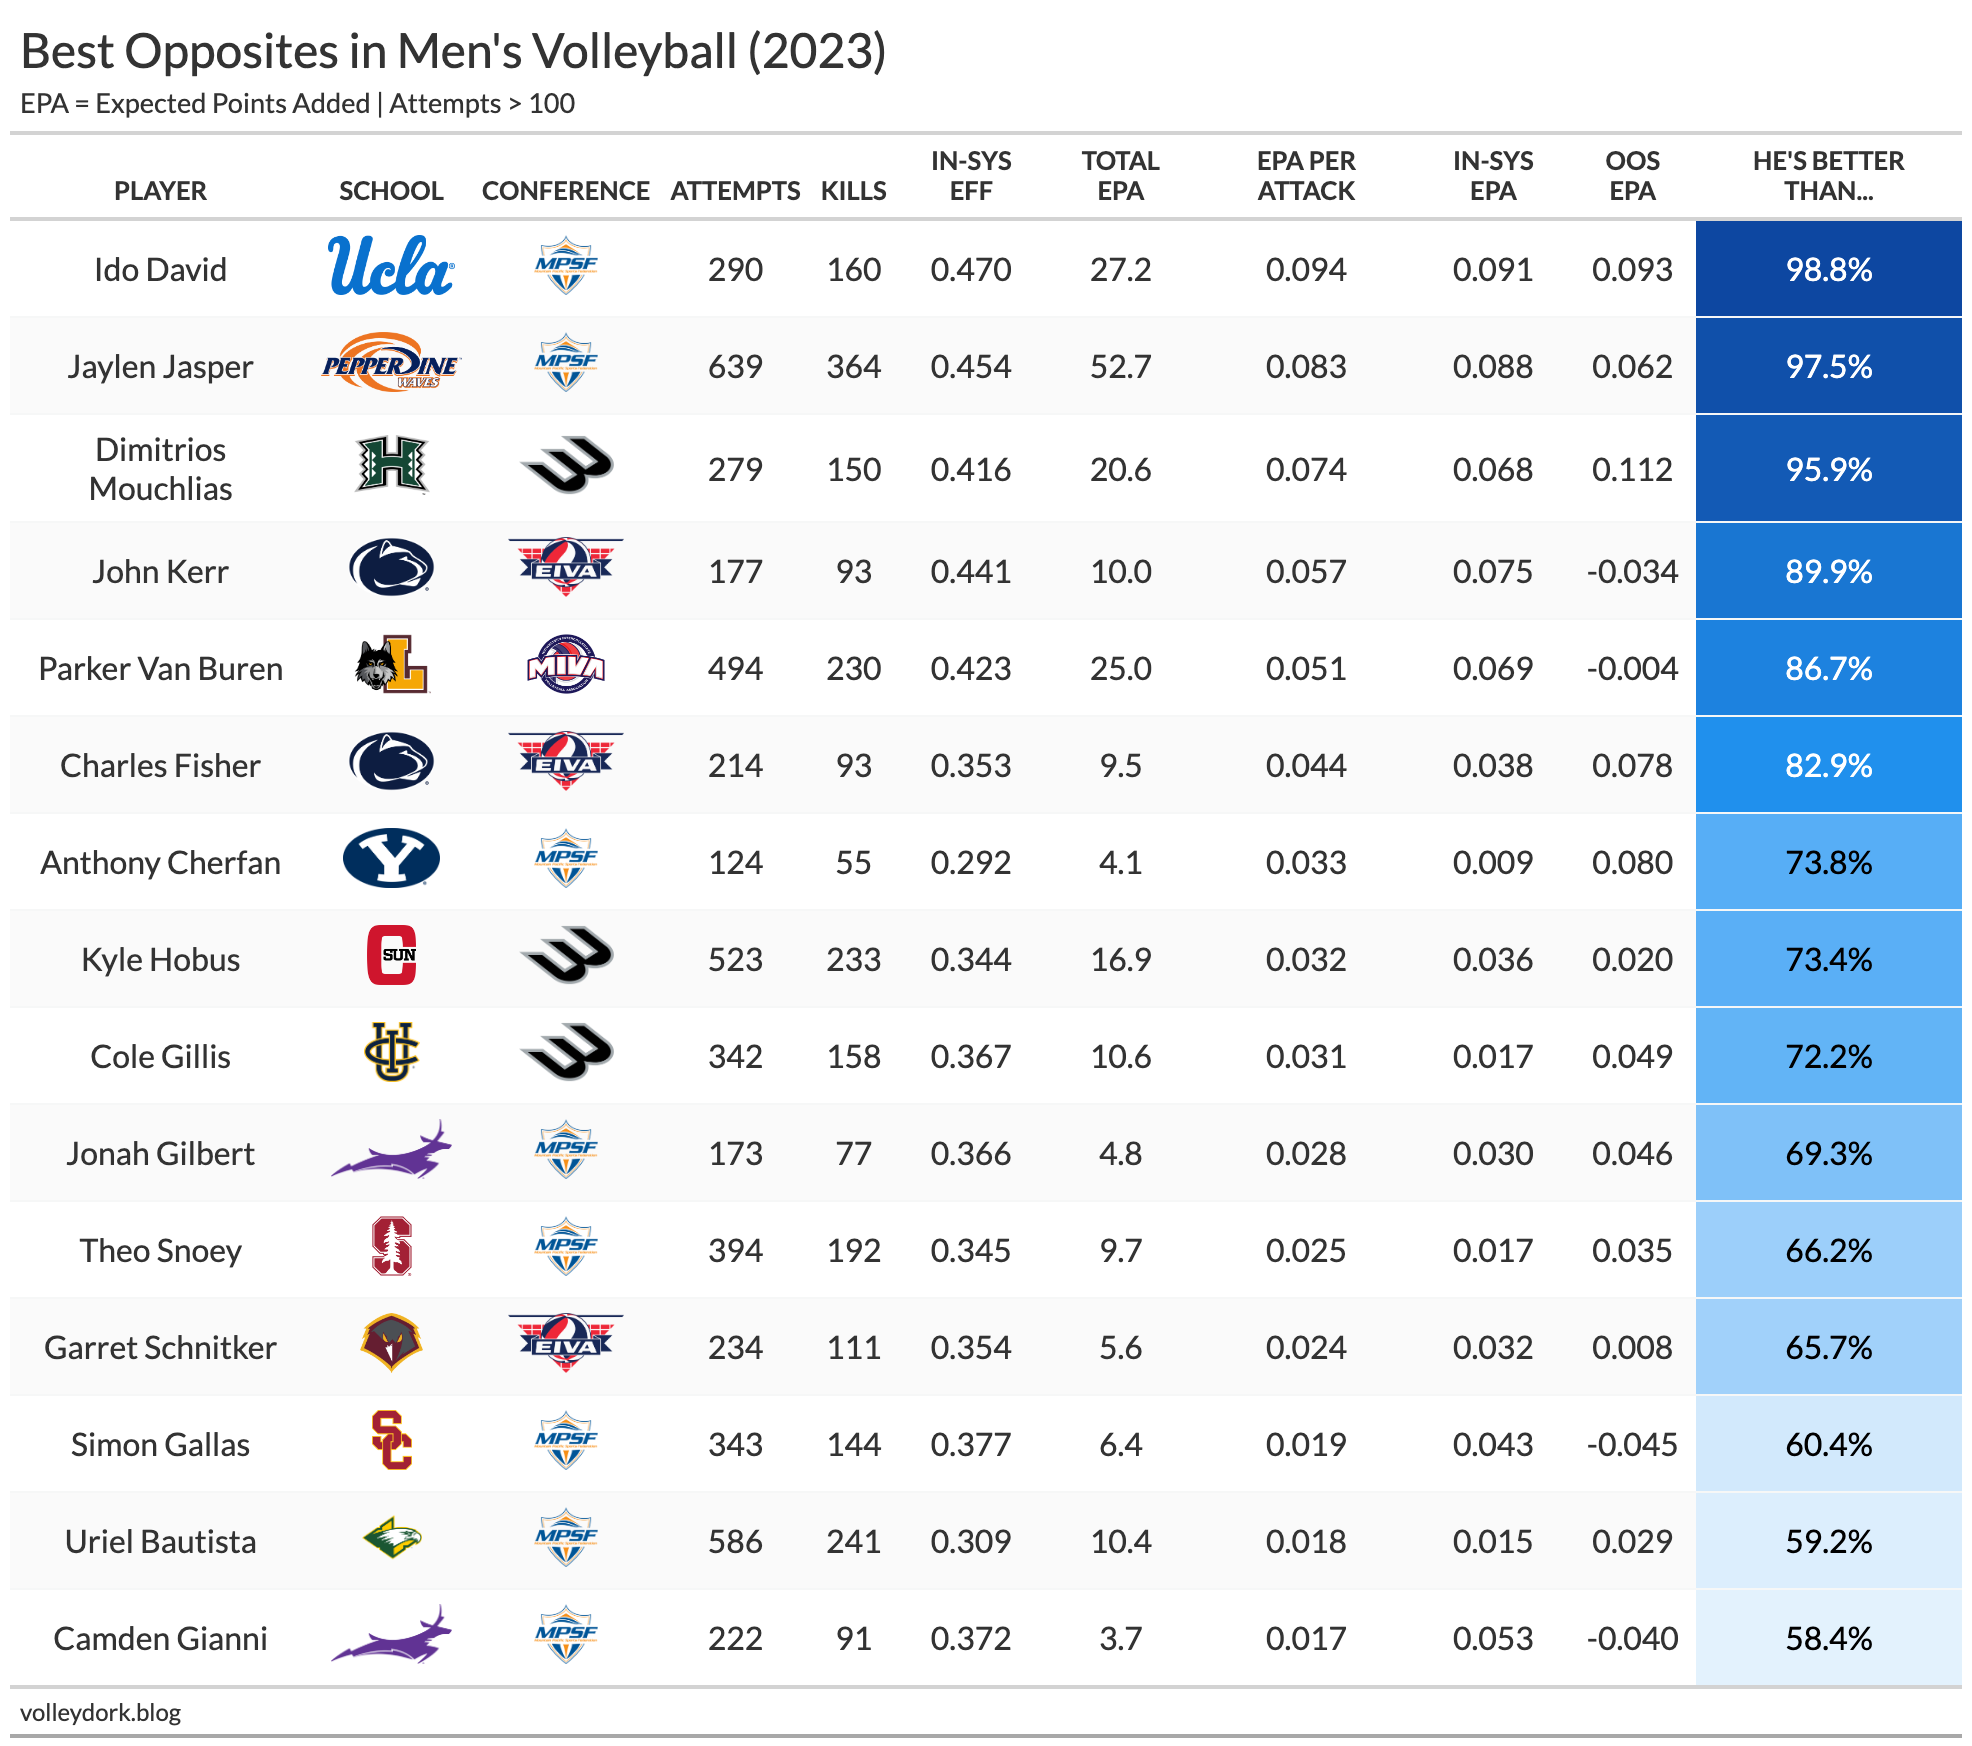 Best Opposites in Men's Volleyball (2023)
EPA = Expected Points Added | Attempts > 100
PLAYER SCHOOL CONFERENCE ATTEMPTS KILLS IN-SYS EFF TOTAL EPA EPA PER ATTACK IN-SYS EPA OOS EPA HE'S BETTER THAN...
Ido David Ucla MPSF 290 160 0.470 27.2 0.094 0.091 0.093 98.8%
Jaylen Jasper PEPPERDINE WAVES MPSF 639 364 0.454 52.7 0.083 0.088 0.062 97.5%
Dimitrios Mouchlias H 279 150 0.416 20.6 0.074 0.068 0.112 95.9%
John Kerr EIVA 177 93 0.441 10.0 0.057 0.075 -0.034 89.9%
Parker Van Buren L MIVA 494 230 0.423 25.0 0.051 0.069 -0.004 86.7%
Charles Fisher EIVA 214 93 0.353 9.5 0.044 0.038 0.078 82.9%
Anthony Cherfan Y MPSF 124 55 0.292 4.1 0.033 0.009 0.080 73.8%
Kyle Hobus CSUN 523 233 0.344 16.9 0.032 0.036 0.020 73.4%
Cole Gillis UCI 342 158 0.367 10.6 0.031 0.017 0.049 72.2%
Jonah Gilbert MPSF 173 77 0.366 4.8 0.028 0.030 0.046 69.3%
Theo Snoey S MPSF 394 192 0.345 9.7 0.025 0.017 0.035 66.2%
Garret Schnitker EIVA 234 111 0.354 5.6 0.024 0.032 0.008 65.7%
Simon Gallas SC MPSF 343 144 0.377 6.4 0.019 0.043 -0.045 60.4%
Uriel Bautista MPSF 586 241 0.309 10.4 0.018 0.015 0.029 59.2%
Camden Gianni MPSF 222 91 0.372 3.7 0.017 0.053 -0.040 58.4%
volleydork.blog